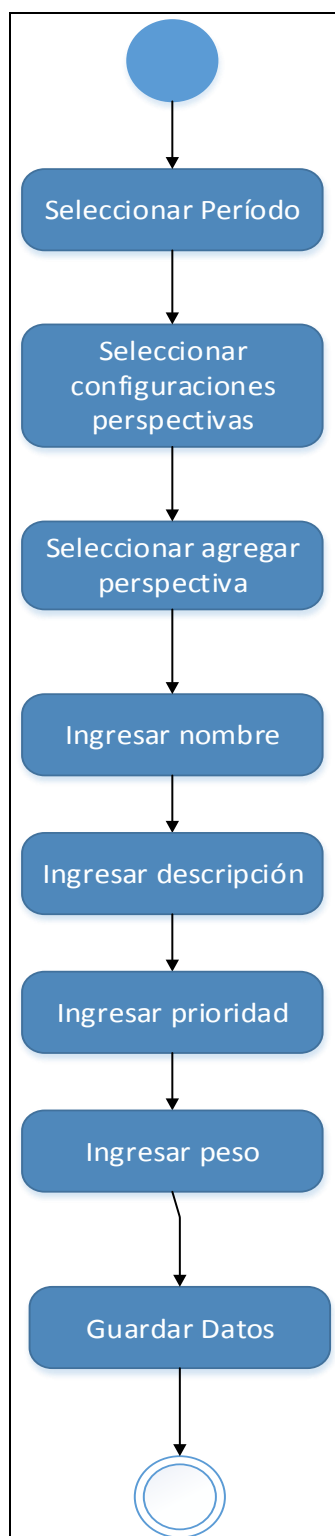 Seleccionar Período
Seleccionar
configuraciones
perspectivas
Seleccionar agregar
perspectiva
Ingresar nombre
Ingresar descripción
Ingresar prioridad
Ingresar peso
Guardar Datos